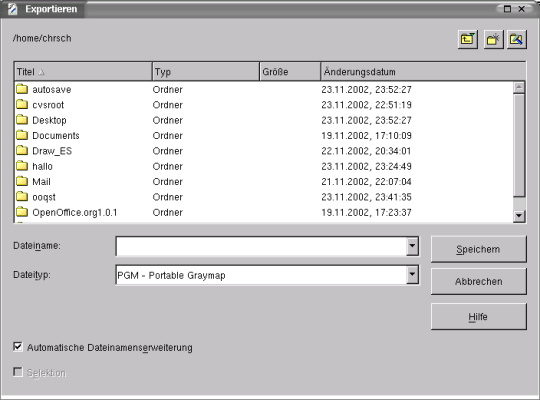 Exportieren
/home/chrsch
Titel Typ Größe Änderungsdatum
autosave Ordner 23.11.2002, 23:52:27
cvsroot Ordner 23.11.2002, 22:51:19
Desktop Ordner 23.11.2002, 23:52:27
Documents Ordner 19.11.2002, 17:10:09
Draw_ES Ordner 22.11.2002, 20:34:01
hallo Ordner 23.11.2002, 23:24:49
Mail Ordner 21.11.2002, 22:07:04
ooqst Ordner 23.11.2002, 23:41:35
OpenOffice.org1.0.1 Ordner 19.11.2002, 17:23:37
Dateiname: Speichern
Dateityp: PGM - Portable Graymap Abbrechen
Hilfe
Automatische Dateinamenserweiterung
Selektion